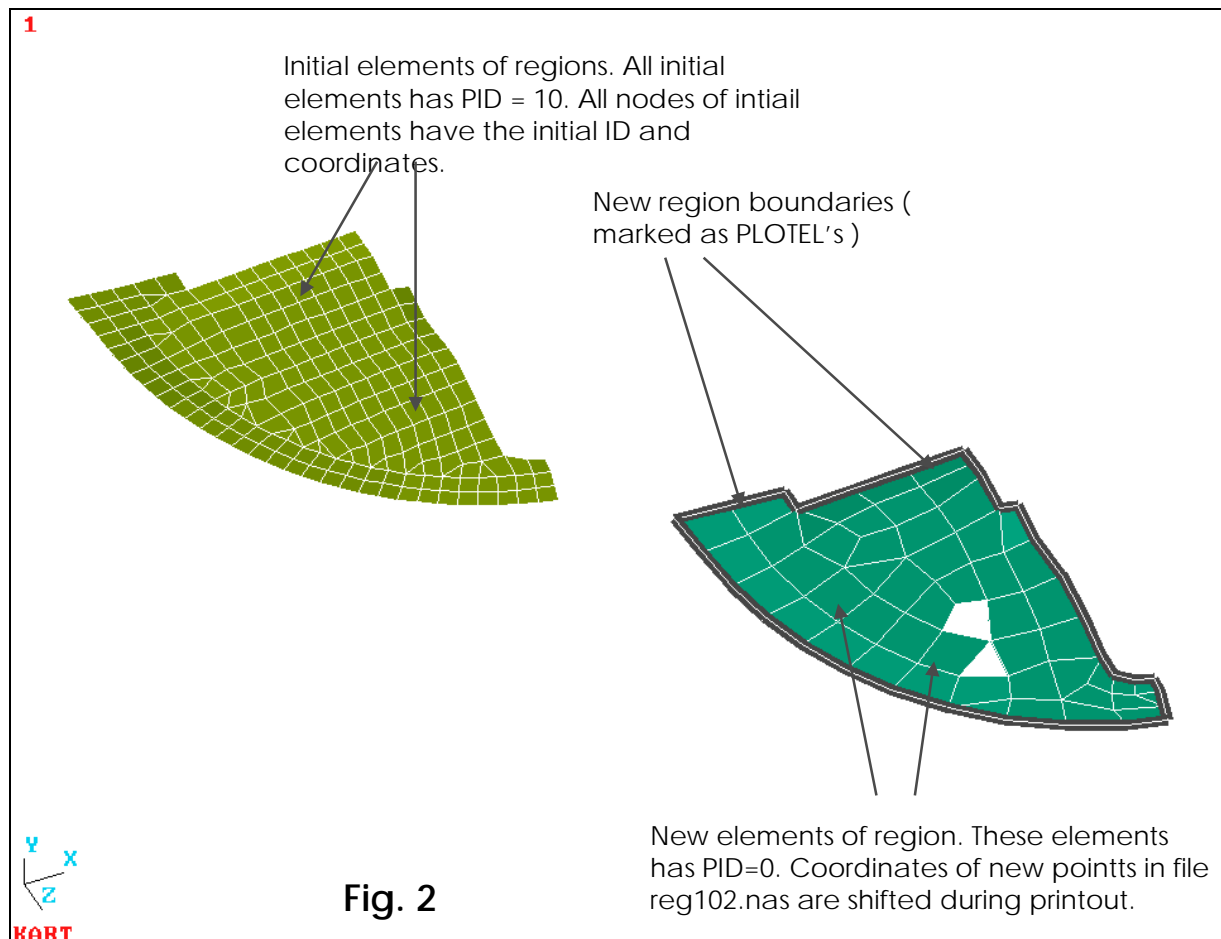 1
Initial elements of regions. All initial
elements has PID = 10. All nodes of intiail
elements have the initial ID and
coordinates.
New region boundaries (
marked as PLOTEL's )
New elements of region. These elements
has PID=0. Coordinates of new pointts in file
reg102.nas are shifted during printout.
Y
X
Z
Fig. 2
KART